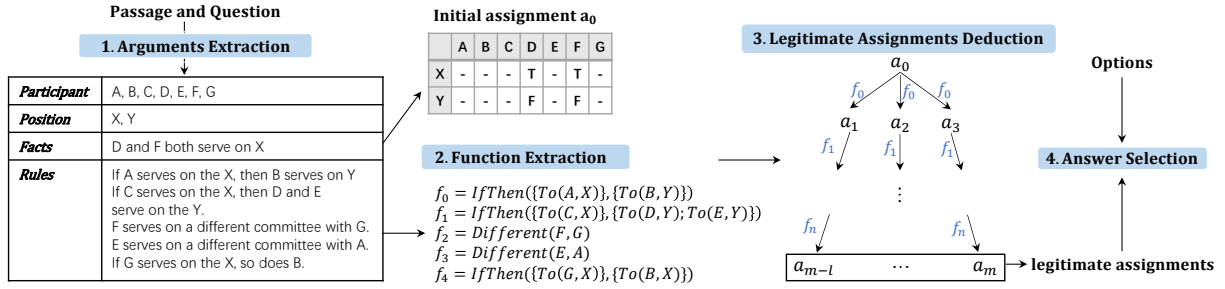 Passage and Question
1. Arguments Extraction
Participant A, B, C, D, E, F, G
Position X, Y
Facts D and F both serve on X
Rules If A serves on the X, then B serves on Y
If C serves on the X, then D and E
serve on the Y.
F serves on a different committee with G.
E serves on a different committee with A.
If G serves on the X, so does B.
Initial assignment a₀
A B C D E F G
X - - - T - T -
Y - - - F - F -
2. Function Extraction
f₀ = IfThen({To(A, X)}, {To(B, Y)})
f₁ = IfThen({To(C, X)}, {To(D, Y); To(E, Y)})
f₂ = Different(F, G)
f₃ = Different(E, A)
f₄ = IfThen({To(G, X)}, {To(B, X)})
3. Legitimate Assignments Deduction
a₀
f₀ f₀ f₀
a₁ a₂ a₃
f₁ f₁ f₁
⋮ ⋮
fₙ fₙ
aₘ₋ₗ ⋯ aₘ
legitimate assignments
Options
4. Answer Selection